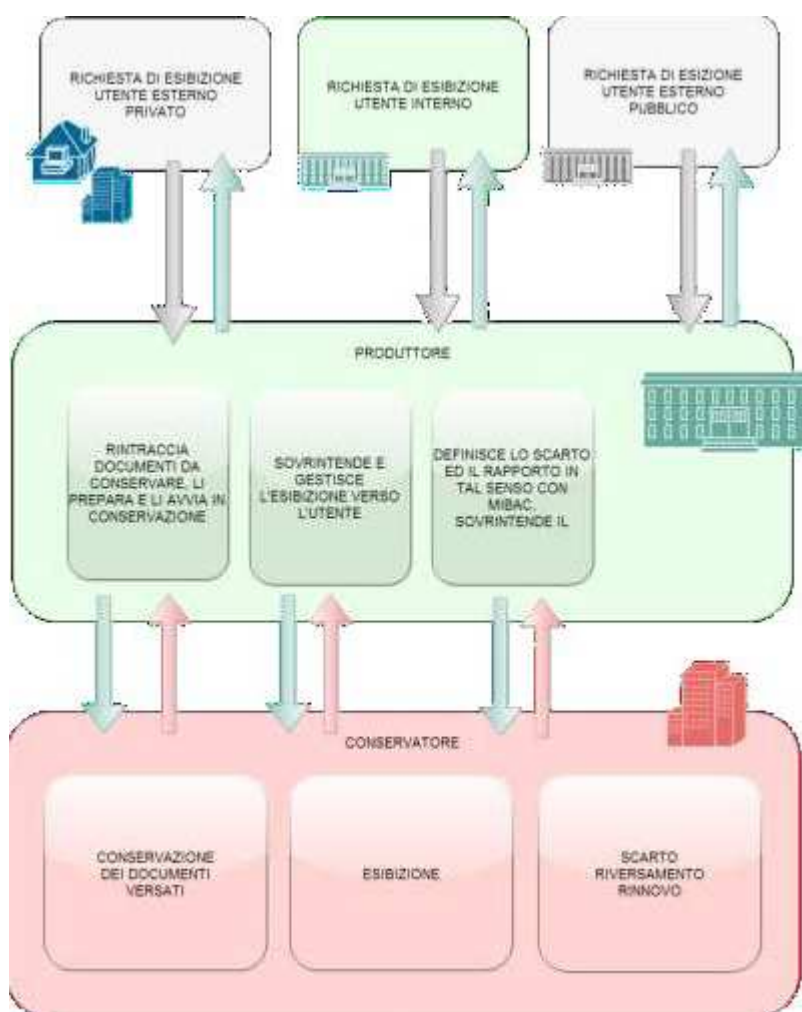 RICHIESTA DI ESIBIZIONE
UTENTE ESTERNO
PRIVATO
RICHIESTA DI ESIBIZIONE
UTENTE INTERNO
RICHIESTA DI ESIZIONE
UTENTE ESTERNO
PUBBLICO
PRODUTTORE
RINTRACCIA
DOCUMENTI DA
CONSERVARE, LI
PREPARA E LI AVVIA IN
CONSERVAZIONE
SOVRINTENDE E
GESTISCE
L'ESIBIZIONE VERSO
L'UTENTE
DEFINISCE LO SCARTO
ED IL RAPPORTO IN
TAL SENSO CON
MIBAC.
SOVRINTENDE IL
CONSERVATORE
CONSERVAZIONE
DEI DOCUMENTI
VERSATI
ESIBIZIONE
SCARTO
RIVERSAMENTO
RINNOVO